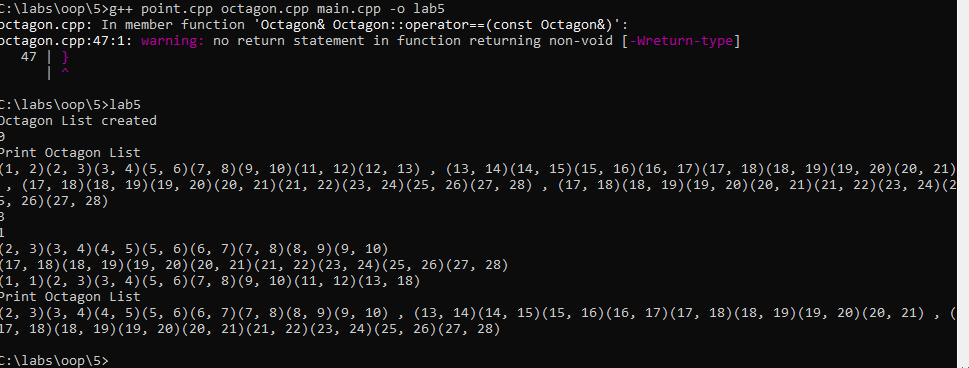 C:\labs\oop\5>g++ point.cpp octagon.cpp main.cpp -o lab5
octagon.cpp: In member function 'Octagon& Octagon::operator==(const Octagon&)':
octagon.cpp:47:1: warning: no return statement in function returning non-void [-Wreturn-type]
47 | }
| ^
C:\labs\oop\5>lab5
Octagon List created
0
Print Octagon List
(1, 2)(2, 3)(3, 4)(5, 6)(7, 8)(9, 10)(11, 12)(12, 13) , (13, 14)(14, 15)(15, 16)(16, 17)(17, 18)(18, 19)(19, 20)(20, 21)
, (17, 18)(18, 19)(19, 20)(20, 21)(21, 22)(23, 24)(25, 26)(27, 28) , (17, 18)(18, 19)(19, 20)(20, 21)(21, 22)(23, 24)(2
5, 26)(27, 28)
3
1
(2, 3)(3, 4)(4, 5)(5, 6)(6, 7)(7, 8)(8, 9)(9, 10)
(17, 18)(18, 19)(19, 20)(20, 21)(21, 22)(23, 24)(25, 26)(27, 28)
(1, 1)(2, 3)(3, 4)(5, 6)(7, 8)(9, 10)(11, 12)(13, 18)
Print Octagon List
(2, 3)(3, 4)(4, 5)(5, 6)(6, 7)(7, 8)(8, 9)(9, 10) , (13, 14)(14, 15)(15, 16)(16, 17)(17, 18)(18, 19)(19, 20)(20, 21) , (
17, 18)(18, 19)(19, 20)(20, 21)(21, 22)(23, 24)(25, 26)(27, 28)
C:\labs\oop\5>